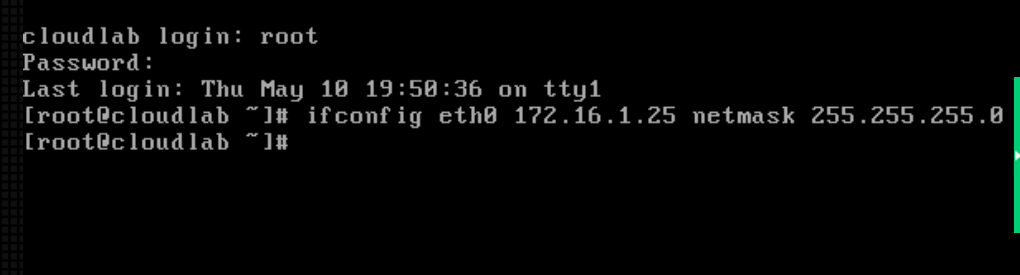 cloudlab login: root
Password:
Last login: Thu May 10 19:50:36 on tty1
[root@cloudlab ~]# ifconfig eth0 172.16.1.25 netmask 255.255.255.0
[root@cloudlab ~]#